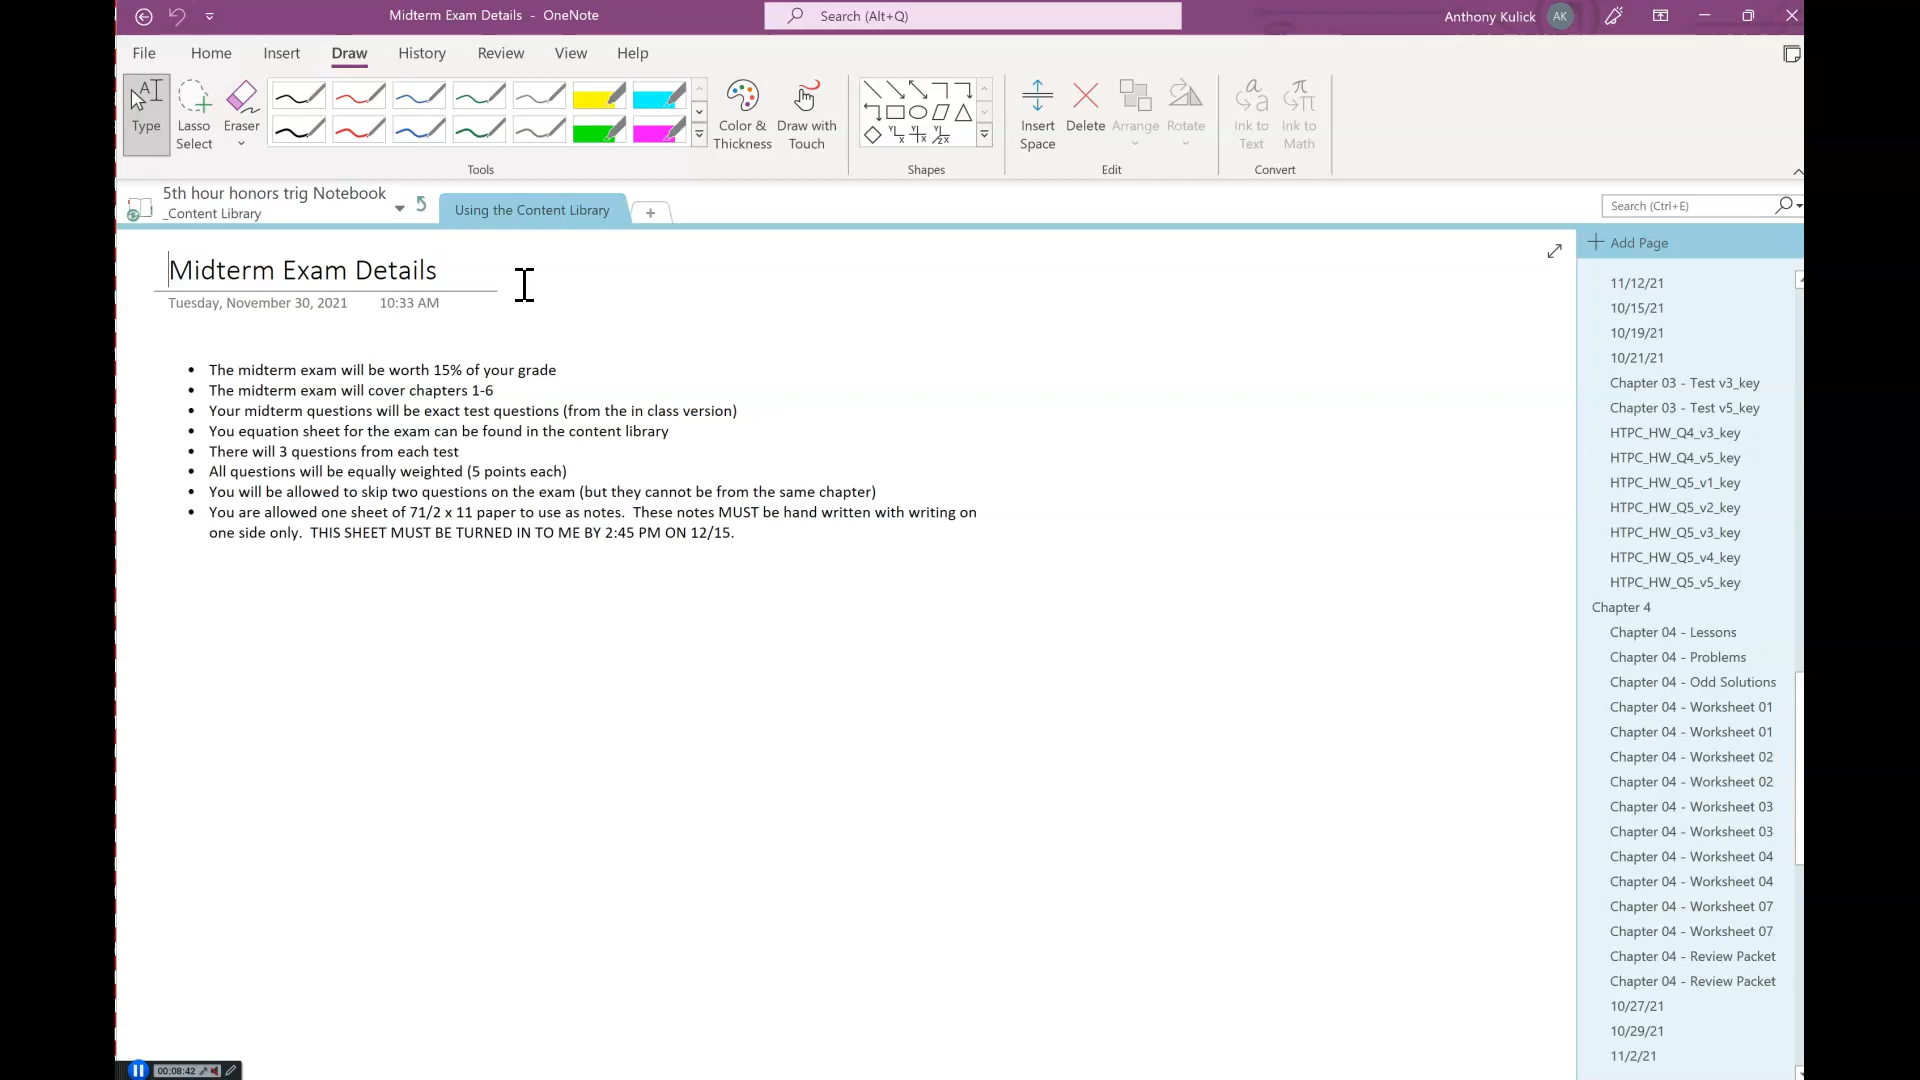 Midterm Exam Details - OneNote
Search (Alt+Q)
Anthony Kulick
AK
File Home Insert Draw History Review View Help
Type
Lasso Select
Eraser
Color & Thickness
Draw with Touch
Insert Space
Delete
Arrange
Rotate
Ink to Text
Ink to Math
Tools
Shapes
Edit
Convert
5th hour honors trig Notebook
_Content Library
Using the Content Library
Search (Ctrl+E)
Add Page
Midterm Exam Details
Tuesday, November 30, 2021 10:33 AM
• The midterm exam will be worth 15% of your grade
• The midterm exam will cover chapters 1-6
• Your midterm questions will be exact test questions (from the in class version)
• You equation sheet for the exam can be found in the content library
• There will 3 questions from each test
• All questions will be equally weighted (5 points each)
• You will be allowed to skip two questions on the exam (but they cannot be from the same chapter)
• You are allowed one sheet of 71/2 x 11 paper to use as notes.  These notes MUST be hand written with writing on
one side only.  THIS SHEET MUST BE TURNED IN TO ME BY 2:45 PM ON 12/15.
11/12/21
10/15/21
10/19/21
10/21/21
Chapter 03 - Test v3_key
Chapter 03 - Test v5_key
HTPC_HW_Q4_v3_key
HTPC_HW_Q4_v5_key
HTPC_HW_Q5_v1_key
HTPC_HW_Q5_v2_key
HTPC_HW_Q5_v3_key
HTPC_HW_Q5_v4_key
HTPC_HW_Q5_v5_key
Chapter 4
Chapter 04 - Lessons
Chapter 04 - Problems
Chapter 04 - Odd Solutions
Chapter 04 - Worksheet 01
Chapter 04 - Worksheet 01
Chapter 04 - Worksheet 02
Chapter 04 - Worksheet 02
Chapter 04 - Worksheet 03
Chapter 04 - Worksheet 03
Chapter 04 - Worksheet 04
Chapter 04 - Worksheet 04
Chapter 04 - Worksheet 07
Chapter 04 - Worksheet 07
Chapter 04 - Review Packet
Chapter 04 - Review Packet
10/27/21
10/29/21
11/2/21
00:08:42